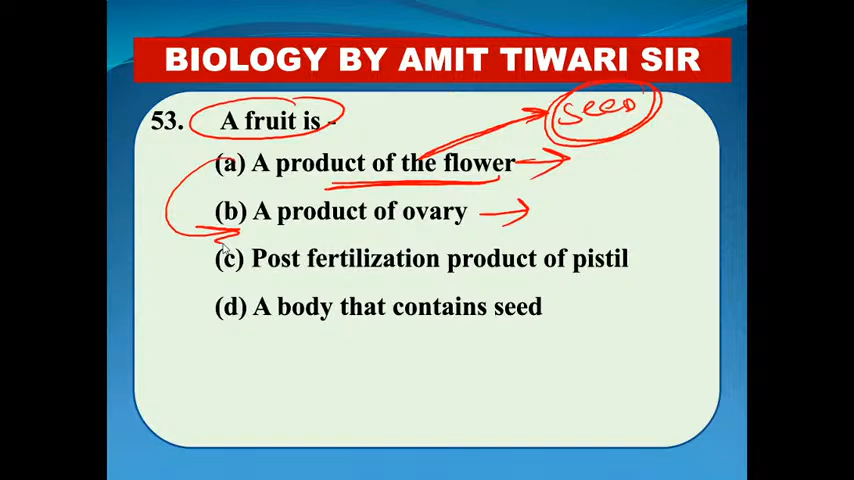 BIOLOGY BY AMIT TIWARI SIR
53. A fruit is -
seed
(a) A product of the flower
(b) A product of ovary
(c) Post fertilization product of pistil
(d) A body that contains seed